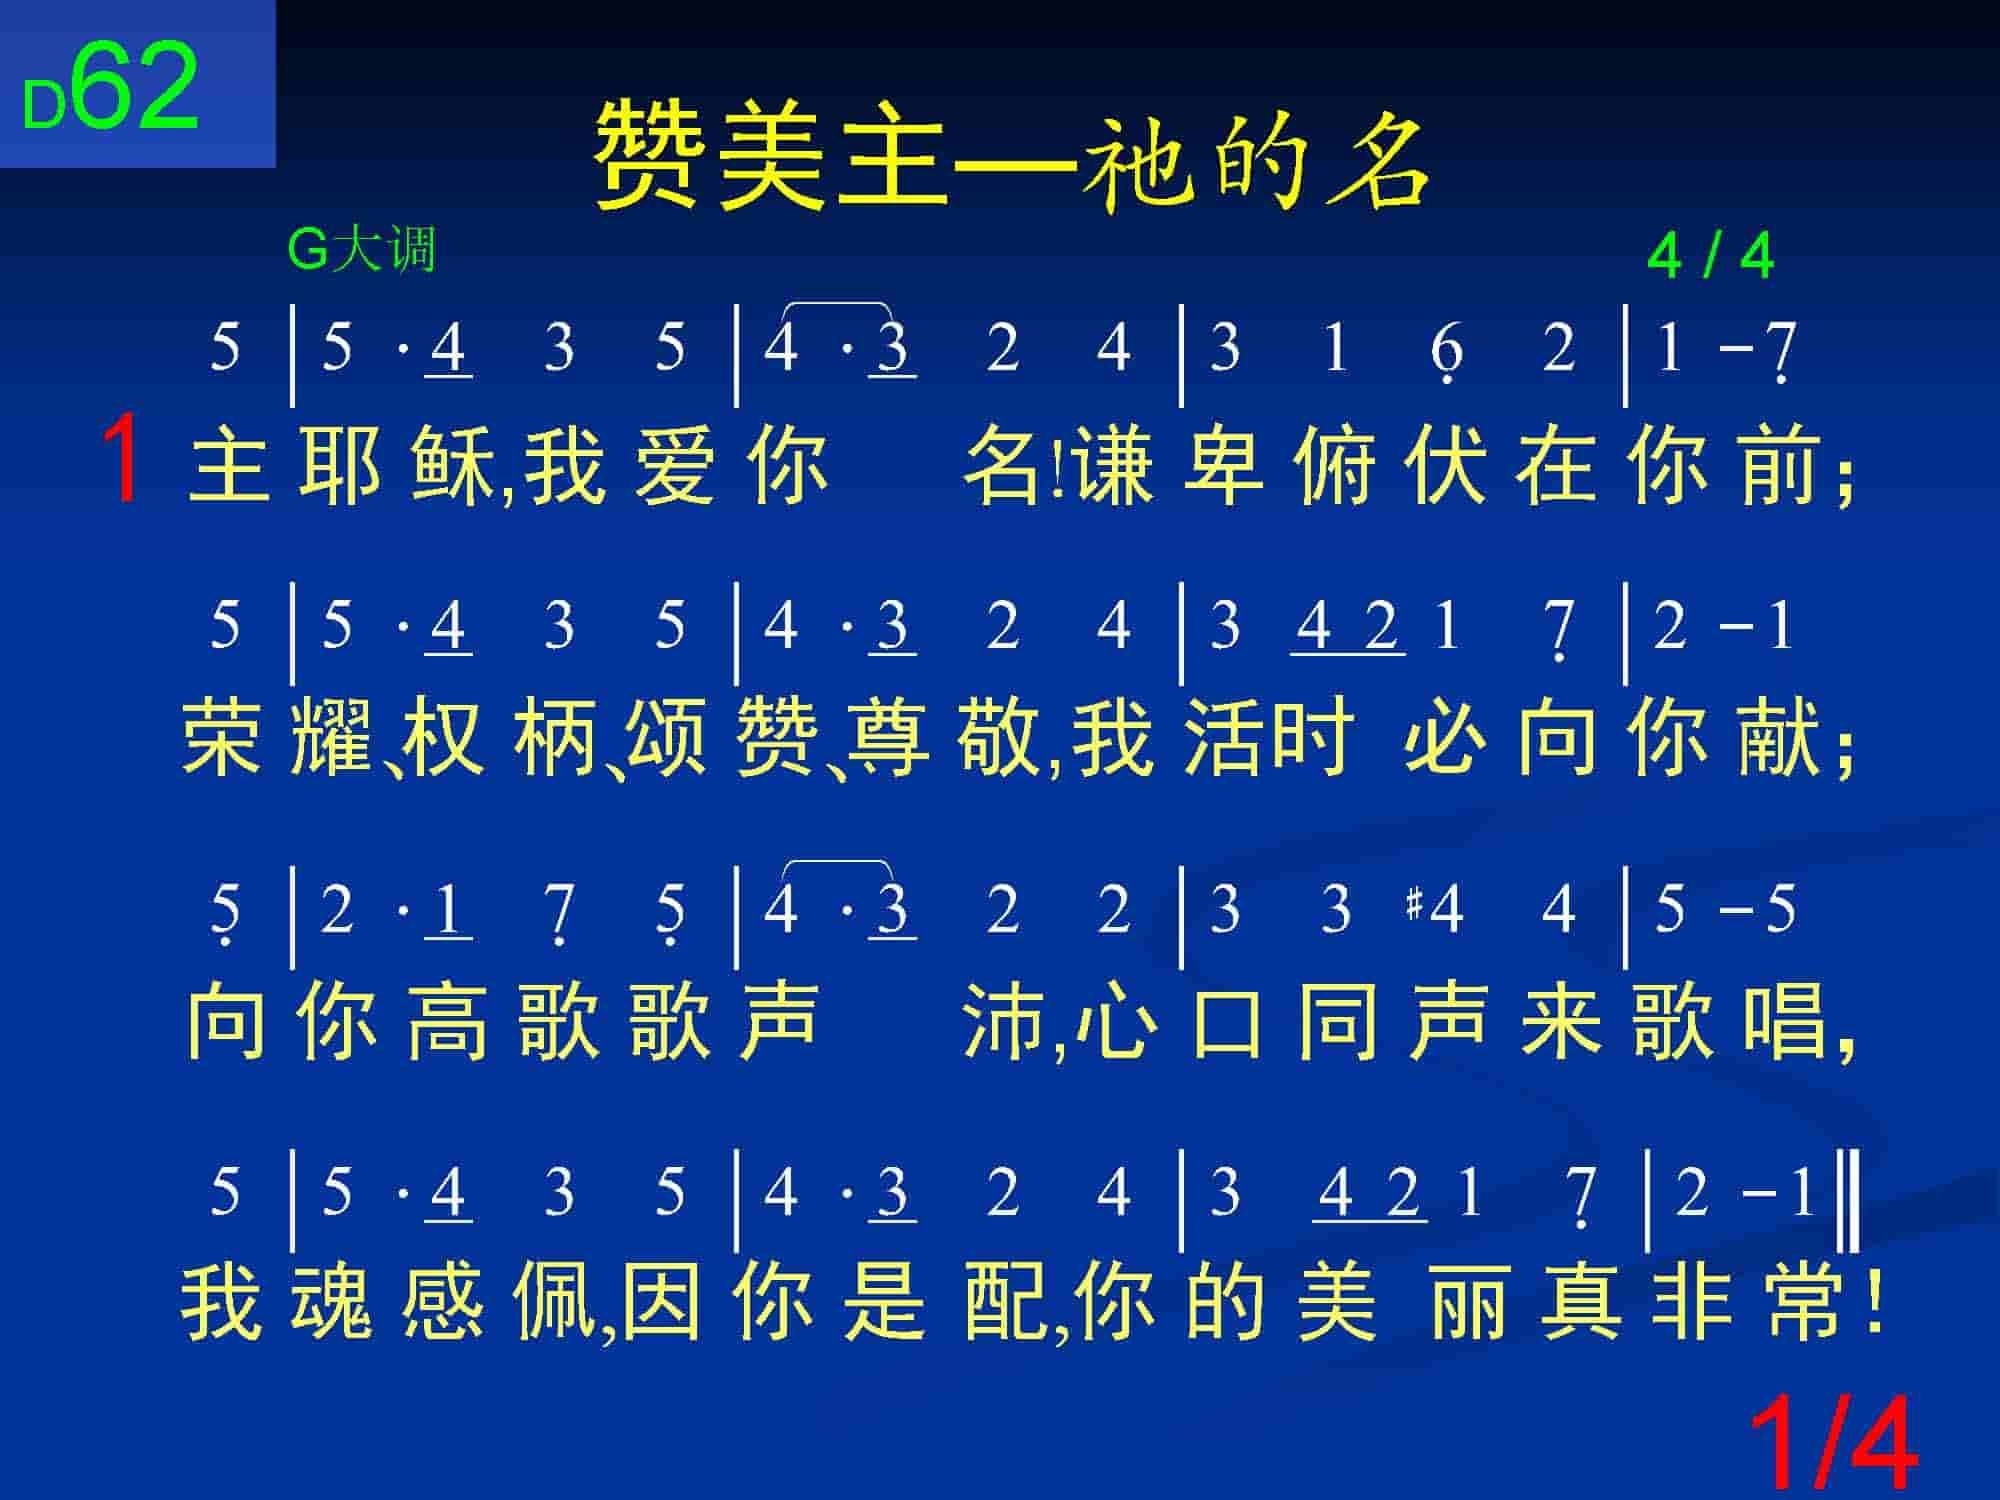 D62
赞美主—祂的名
G大调 4 / 4
5 | 5 · 4 3 5 | 4 · 3 2 4 | 3 1 6̣ 2 | 1 – 7̣
1 主耶稣,我爱你 名!谦卑俯伏在你前;
5 | 5 · 4 3 5 | 4 · 3 2 4 | 3 4 2 1 7̣ | 2 – 1
荣耀、权柄、颂赞、尊敬,我活时必向你献;
5̣ | 2 · 1 7̣ 5̣ | 4 · 3 2 2 | 3 3 #4 4 | 5 – 5
向你高歌歌声 沛,心口同声来歌唱,
5 | 5 · 4 3 5 | 4 · 3 2 4 | 3 4 2 1 7̣ | 2 – 1 ‖
我魂感佩,因你是配,你的美丽真非常!
1/4